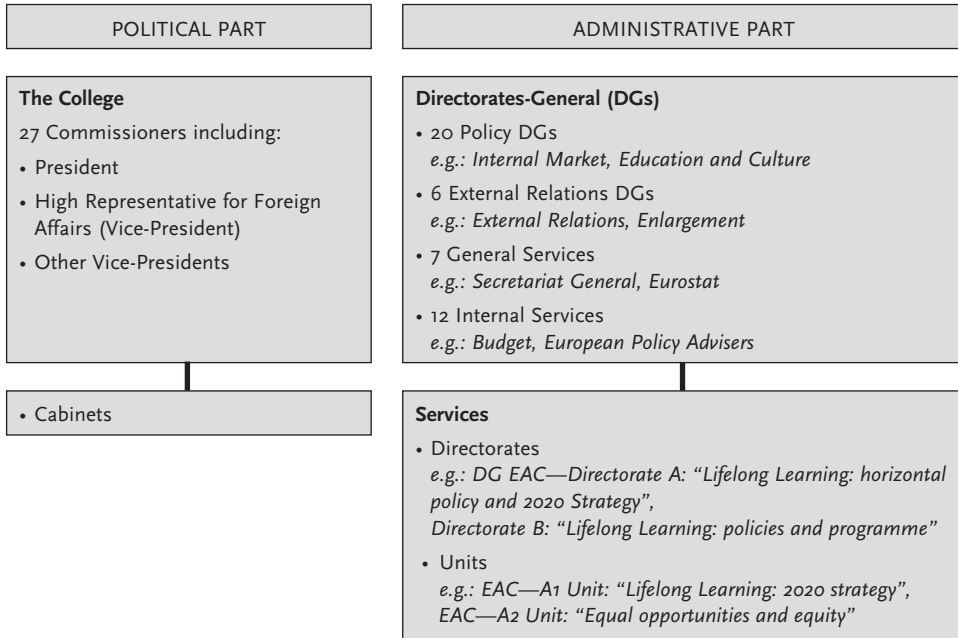 POLITICAL PART
ADMINISTRATIVE PART
The College
27 Commissioners including:
• President
• High Representative for Foreign
Affairs (Vice-President)
• Other Vice-Presidents
• Cabinets
Directorates-General (DGs)
• 20 Policy DGs
e.g.: Internal Market, Education and Culture
• 6 External Relations DGs
e.g.: External Relations, Enlargement
• 7 General Services
e.g.: Secretariat General, Eurostat
• 12 Internal Services
e.g.: Budget, European Policy Advisers
Services
• Directorates
e.g.: DG EAC—Directorate A: “Lifelong Learning: horizontal
policy and 2020 Strategy”,
Directorate B: “Lifelong Learning: policies and programme”
• Units
e.g.: EAC—A1 Unit: “Lifelong Learning: 2020 strategy”,
EAC—A2 Unit: “Equal opportunities and equity”